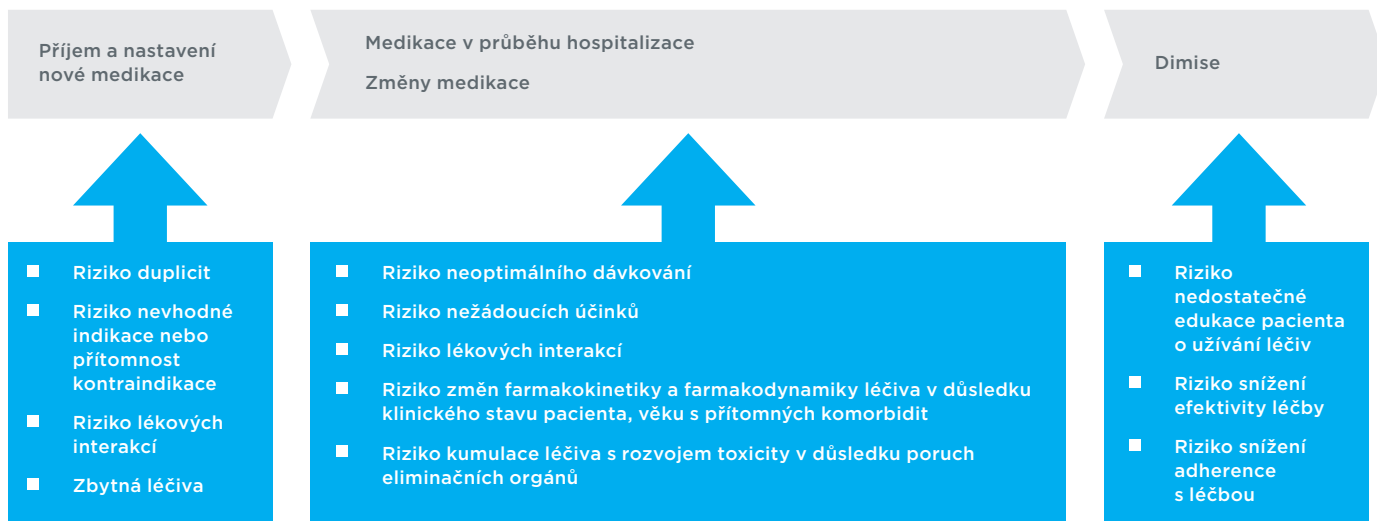 Příjem a nastavení
nové medikace
Medikace v průběhu hospitalizace
Změny medikace
Dimise
Riziko duplicit
Riziko nevhodné
indikace nebo
přítomnost
kontraindikace
Riziko lékových
interakcí
Zbytná léčiva
Riziko neoptimálního dávkování
Riziko nežádoucích účinků
Riziko lékových interakcí
Riziko změn farmakokinetiky a farmakodynamiky léčiva v důsledku
klinického stavu pacienta, věku s přítomných komorbidit
Riziko kumulace léčiva s rozvojem toxicity v důsledku poruch
eliminačních orgánů
Riziko
nedostatečné
edukace pacienta
o užívání léčiv
Riziko snížení
efektivity léčby
Riziko snížení
adherence
s léčbou